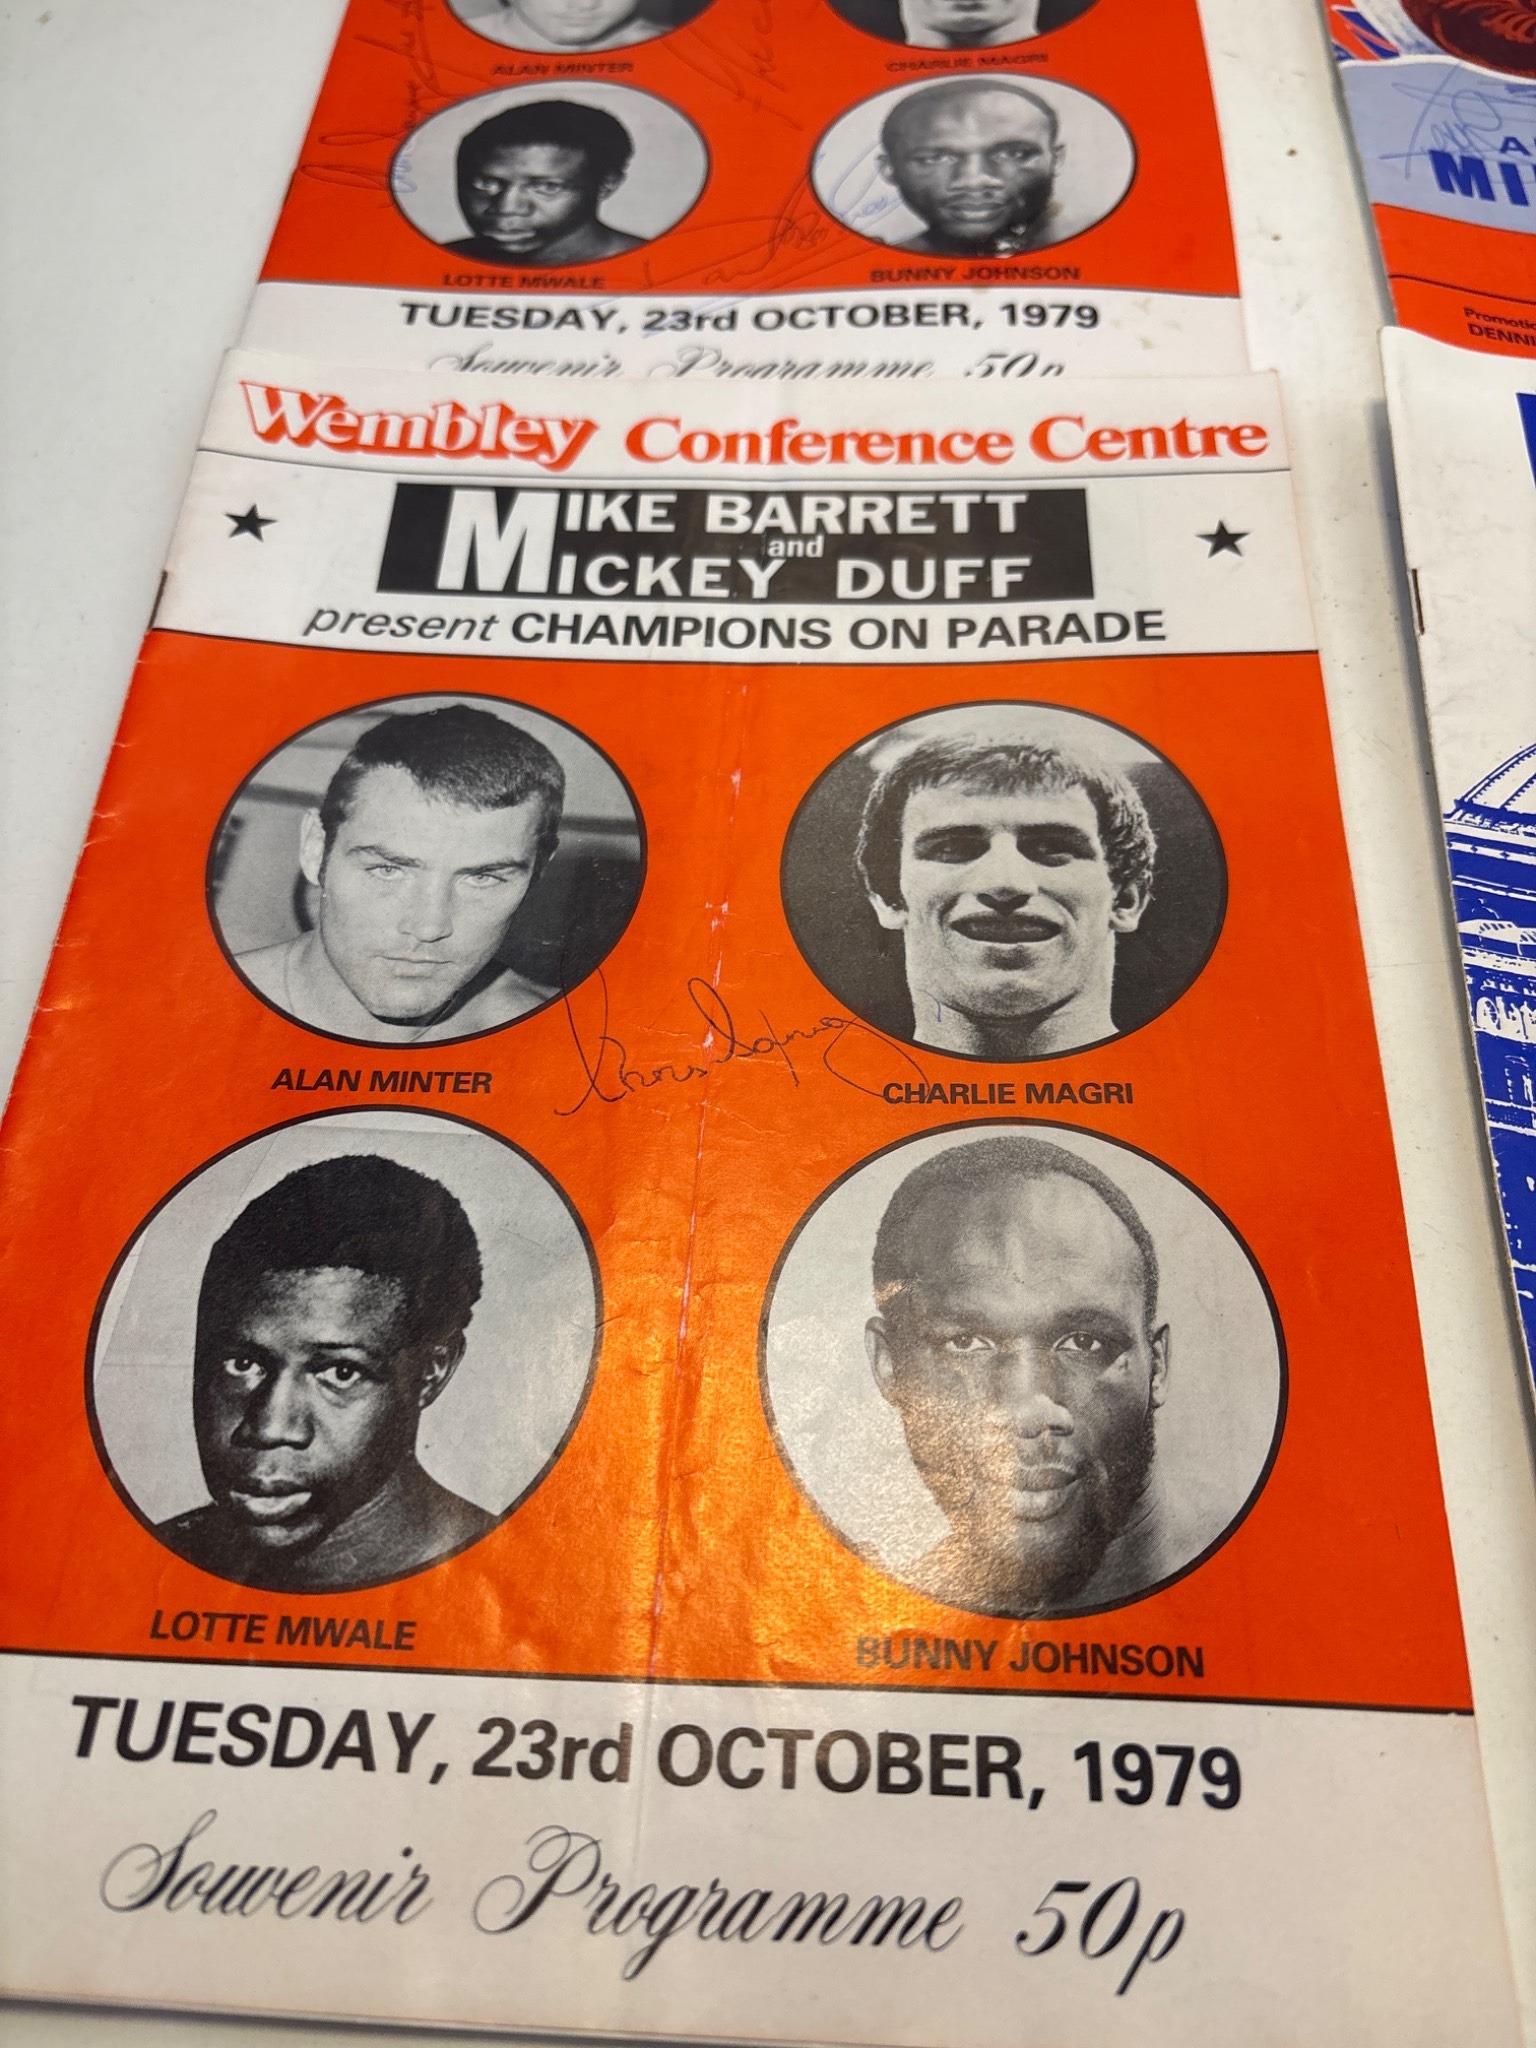 ALAN MINTER
CHARLIE MAGRI
LOTTE MWALE
BUNNY JOHNSON
TUESDAY, 23rd OCTOBER, 1979
Souvenir Programme 50p
Wembley Conference Centre
MIKE BARRETT
and
MICKEY DUFF
present CHAMPIONS ON PARADE
ALAN MINTER
CHARLIE MAGRI
LOTTE MWALE
BUNNY JOHNSON
TUESDAY, 23rd OCTOBER, 1979
Souvenir Programme 50p